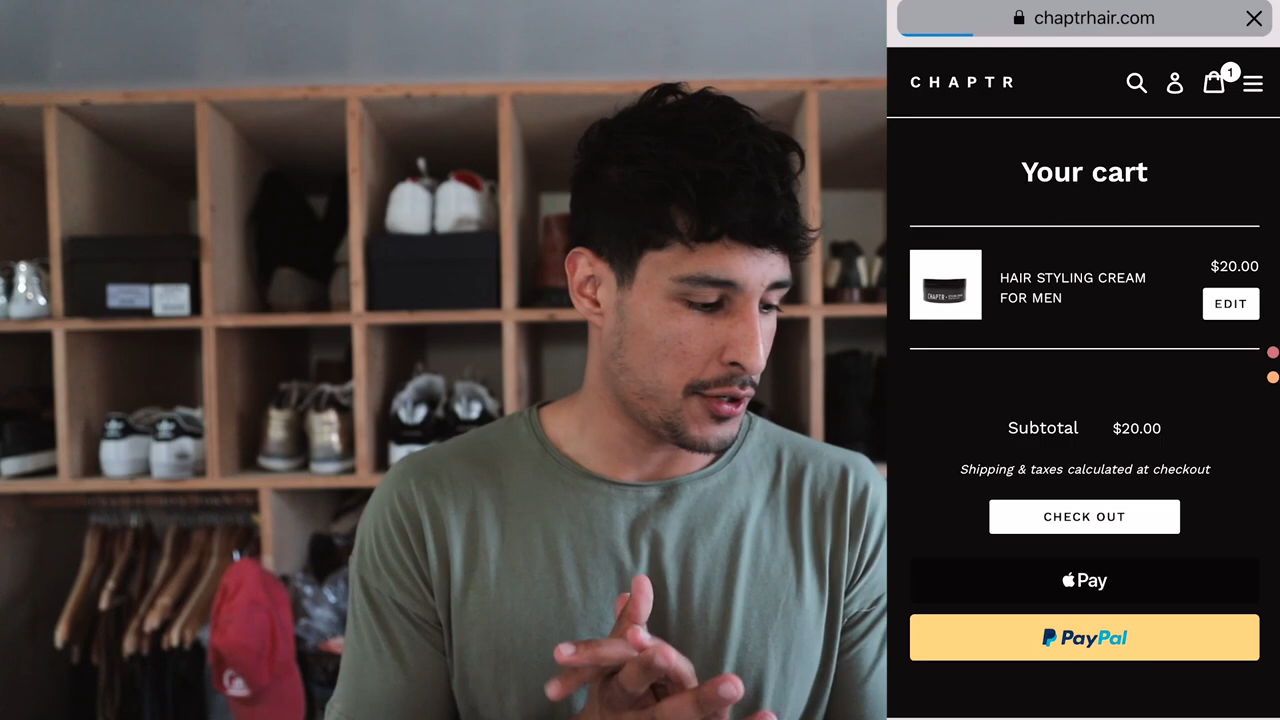 chaptrhair.com
CHAPTR
1
Your cart
HAIR STYLING CREAM
FOR MEN
$20.00
EDIT
CHAPTR
Subtotal $20.00
Shipping & taxes calculated at checkout
CHECK OUT
Pay
PayPal